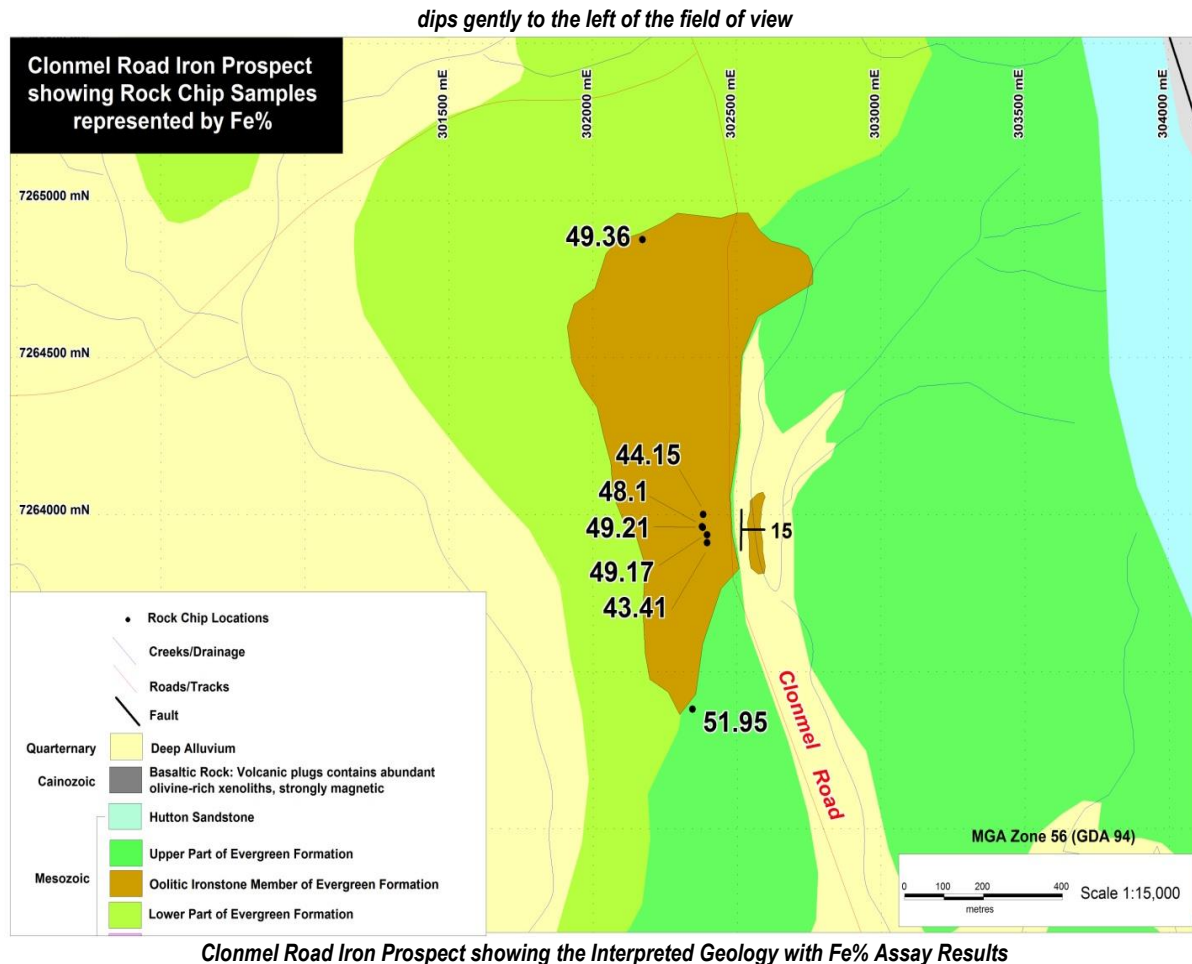 dips gently to the left of the field of view
Clonmel Road Iron Prospect
showing Rock Chip Samples
represented by Fe%
301500 mE
302000 mE
302500 mE
303000 mE
303500 mE
304000 mE
7265000 mN
49.36
7264500 mN
44.15
48.1
7264000 mN
49.21
15
49.17
43.41
51.95
Clonmel Road
Rock Chip Locations
Creeks/Drainage
Roads/Tracks
Fault
Quarternary
Deep Alluvium
Cainozoic
Basaltic Rock: Volcanic plugs contains abundant
olivine-rich xenoliths, strongly magnetic
Hutton Sandstone
Upper Part of Evergreen Formation
Mesozoic
Oolitic Ironstone Member of Evergreen Formation
Lower Part of Evergreen Formation
MGA Zone 56 (GDA 94)
0 100 200 400
metres
Scale 1:15,000
Clonmel Road Iron Prospect showing the Interpreted Geology with Fe% Assay Results